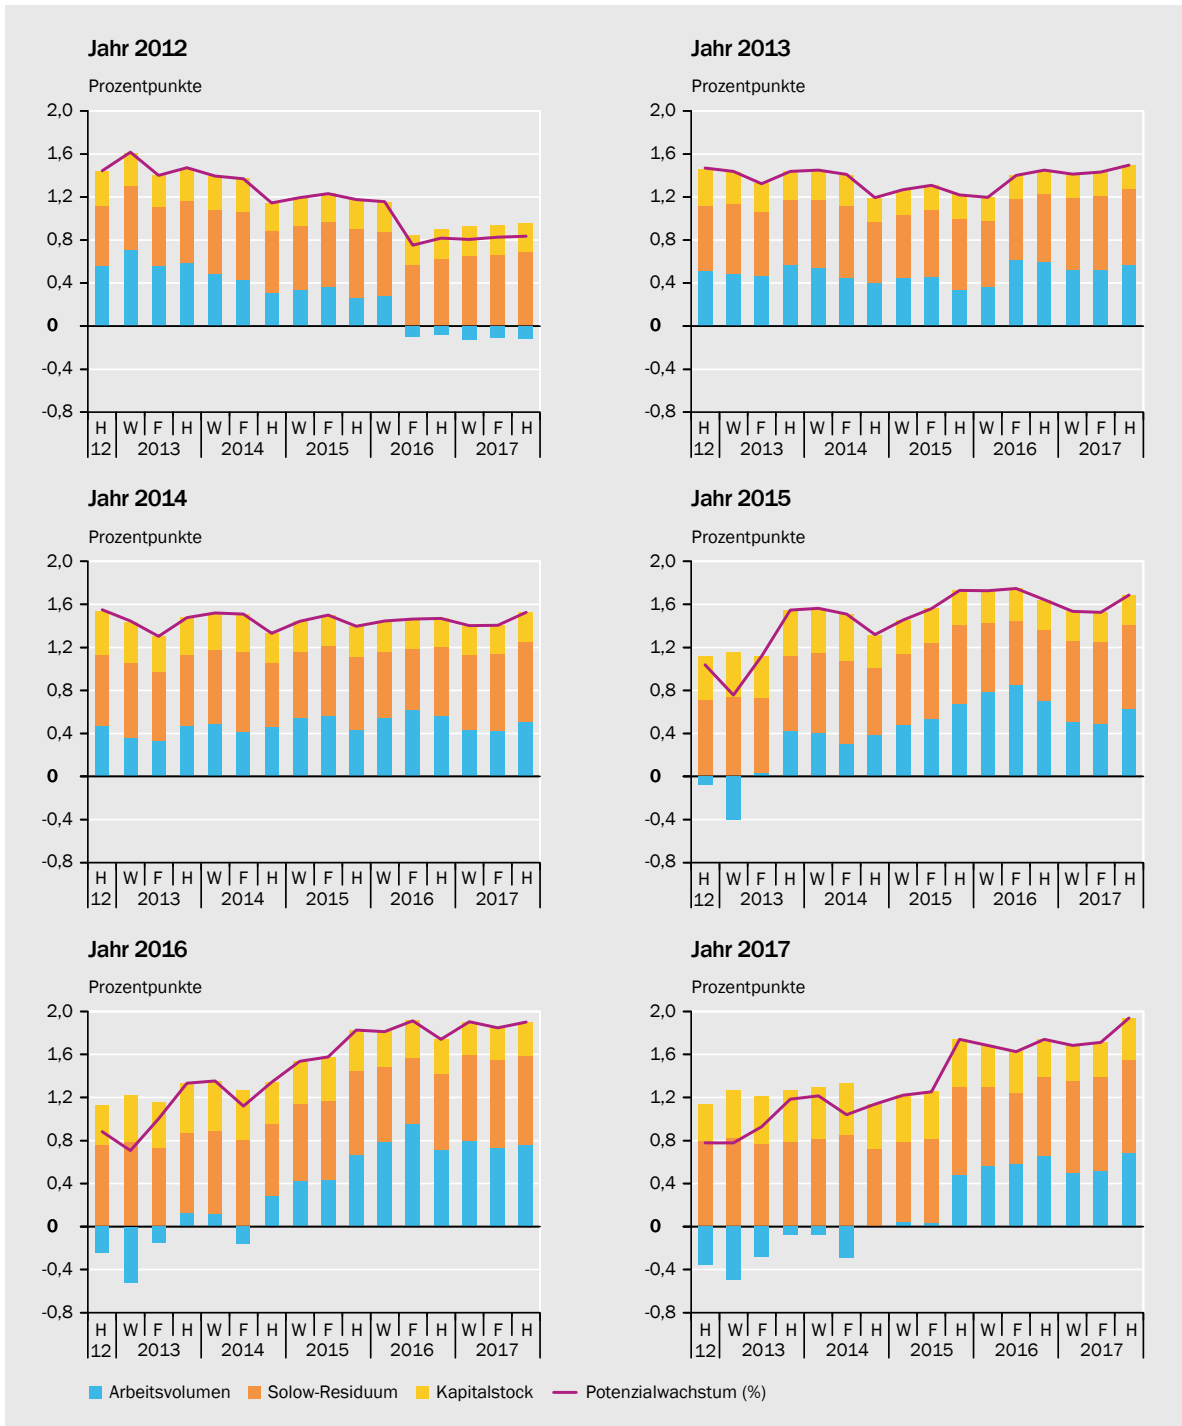 Jahr 2012
Prozentpunkte
2,0
1,6
1,2
0,8
0,4
0
-0,4
-0,8
H W F H W F H W F H W F H W F H
12 2013 2014 2015 2016 2017
Jahr 2013
Prozentpunkte
2,0
1,6
1,2
0,8
0,4
0
-0,4
-0,8
H W F H W F H W F H W F H W F H
12 2013 2014 2015 2016 2017
Jahr 2014
Prozentpunkte
2,0
1,6
1,2
0,8
0,4
0
-0,4
-0,8
H W F H W F H W F H W F H W F H
12 2013 2014 2015 2016 2017
Jahr 2015
Prozentpunkte
2,0
1,6
1,2
0,8
0,4
0
-0,4
-0,8
H W F H W F H W F H W F H W F H
12 2013 2014 2015 2016 2017
Jahr 2016
Prozentpunkte
2,0
1,6
1,2
0,8
0,4
0
-0,4
-0,8
H W F H W F H W F H W F H W F H
12 2013 2014 2015 2016 2017
Jahr 2017
Prozentpunkte
2,0
1,6
1,2
0,8
0,4
0
-0,4
-0,8
H W F H W F H W F H W F H W F H
12 2013 2014 2015 2016 2017
Arbeitsvolumen Solow-Residuum Kapitalstock Potenzialwachstum (%)